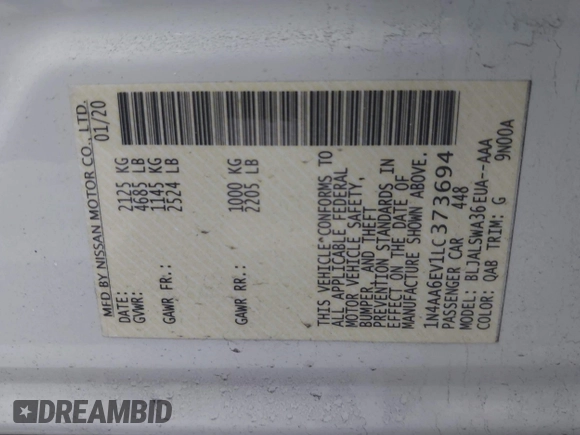 MFD BY NISSAN MOTOR CO., LTD.
DATE: 01/20
GVWR: 2125 KG
4685 LB
GAWR FR.: 1145 KG
2524 LB
GAWR RR.: 1000 KG
2205 LB
THIS VEHICLE CONFORMS TO
ALL APPLICABLE FEDERAL
MOTOR VEHICLE SAFETY,
BUMPER, AND THEFT
PREVENTION STANDARDS IN
EFFECT ON THE DATE OF
MANUFACTURE SHOWN ABOVE.
1N4AA6EV1LC373694
PASSENGER CAR 448
MODEL: BLJALSWA36EUA--AAA
COLOR: QAB TRIM: G 9N00A
DREAMBID